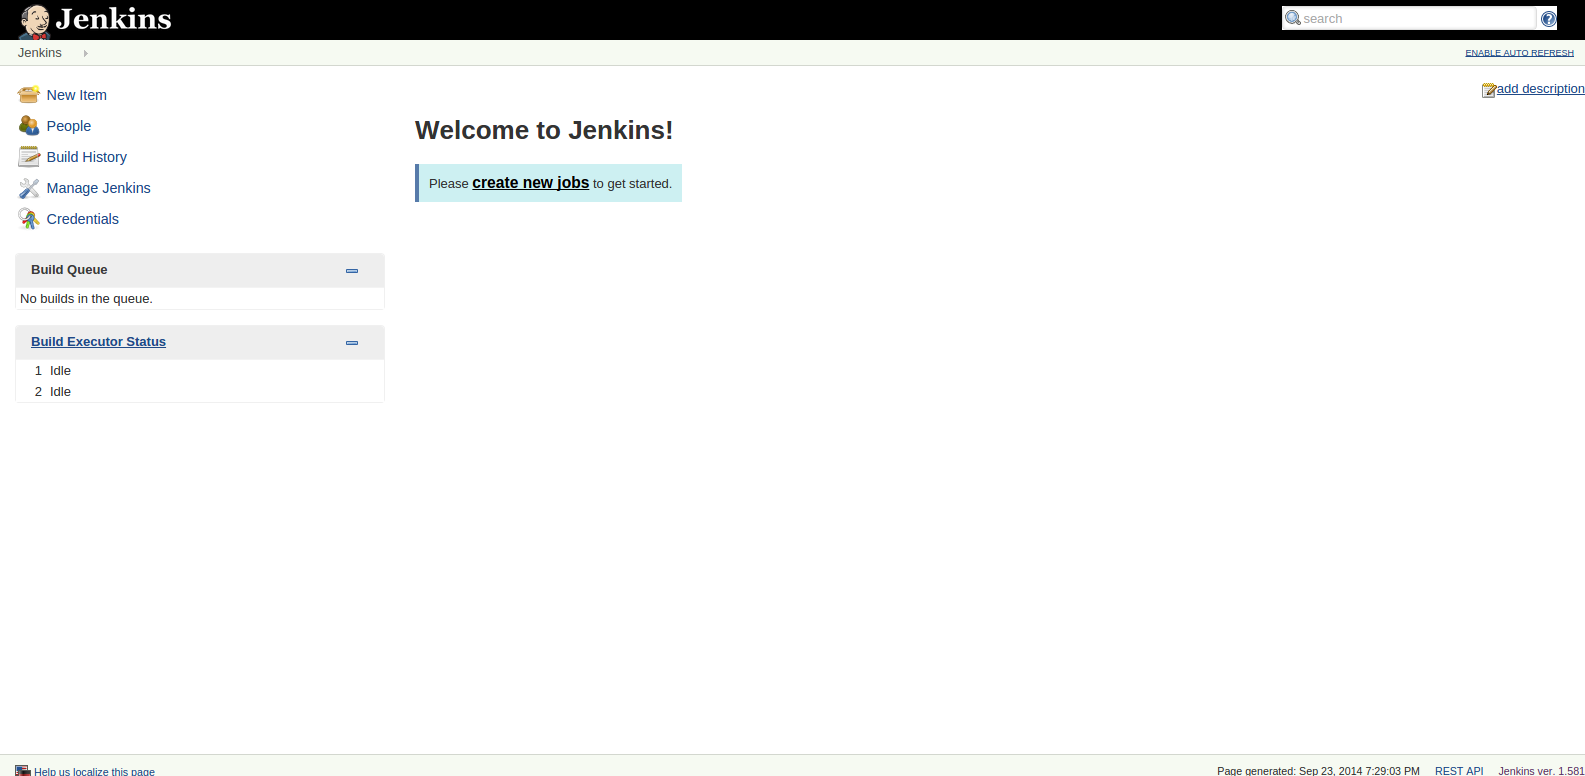 Jenkins
search
Jenkins
ENABLE AUTO REFRESH
New Item
People
Build History
Manage Jenkins
Credentials
add description
Welcome to Jenkins!
Please create new jobs to get started.
Build Queue
No builds in the queue.
Build Executor Status
1 Idle
2 Idle
Help us localize this page
Page generated: Sep 23, 2014 7:29:03 PM REST API Jenkins ver. 1.581